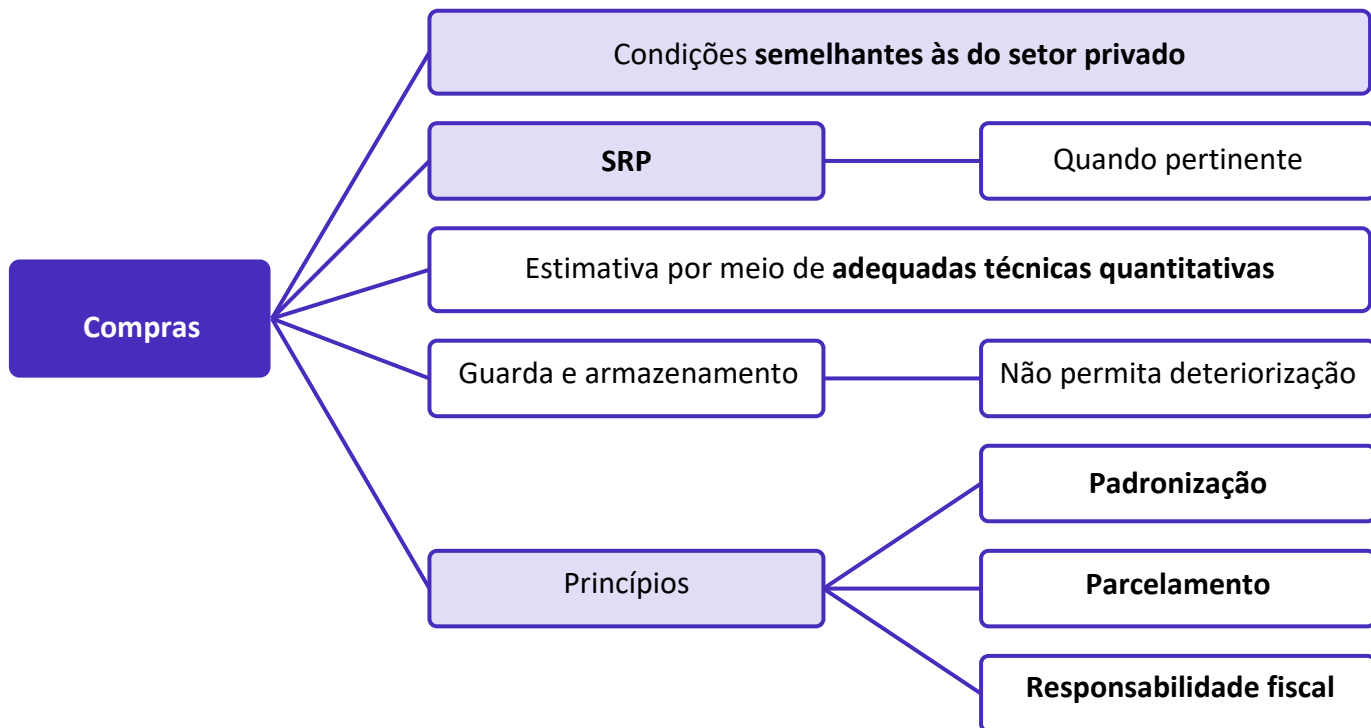 Condições semelhantes às do setor privado
SRP
Quando pertinente
Estimativa por meio de adequadas técnicas quantitativas
Compras
Guarda e armazenamento
Não permita deteriorização
Padronização
Princípios
Parcelamento
Responsabilidade fiscal